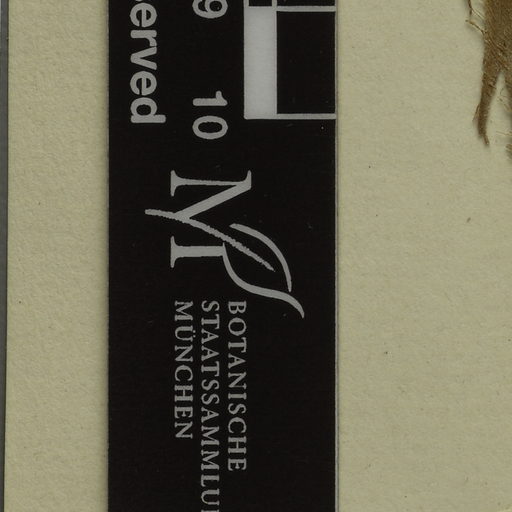 erved
9 10
BOTANISCHE
STAATSSAMMLU
MÜNCHEN